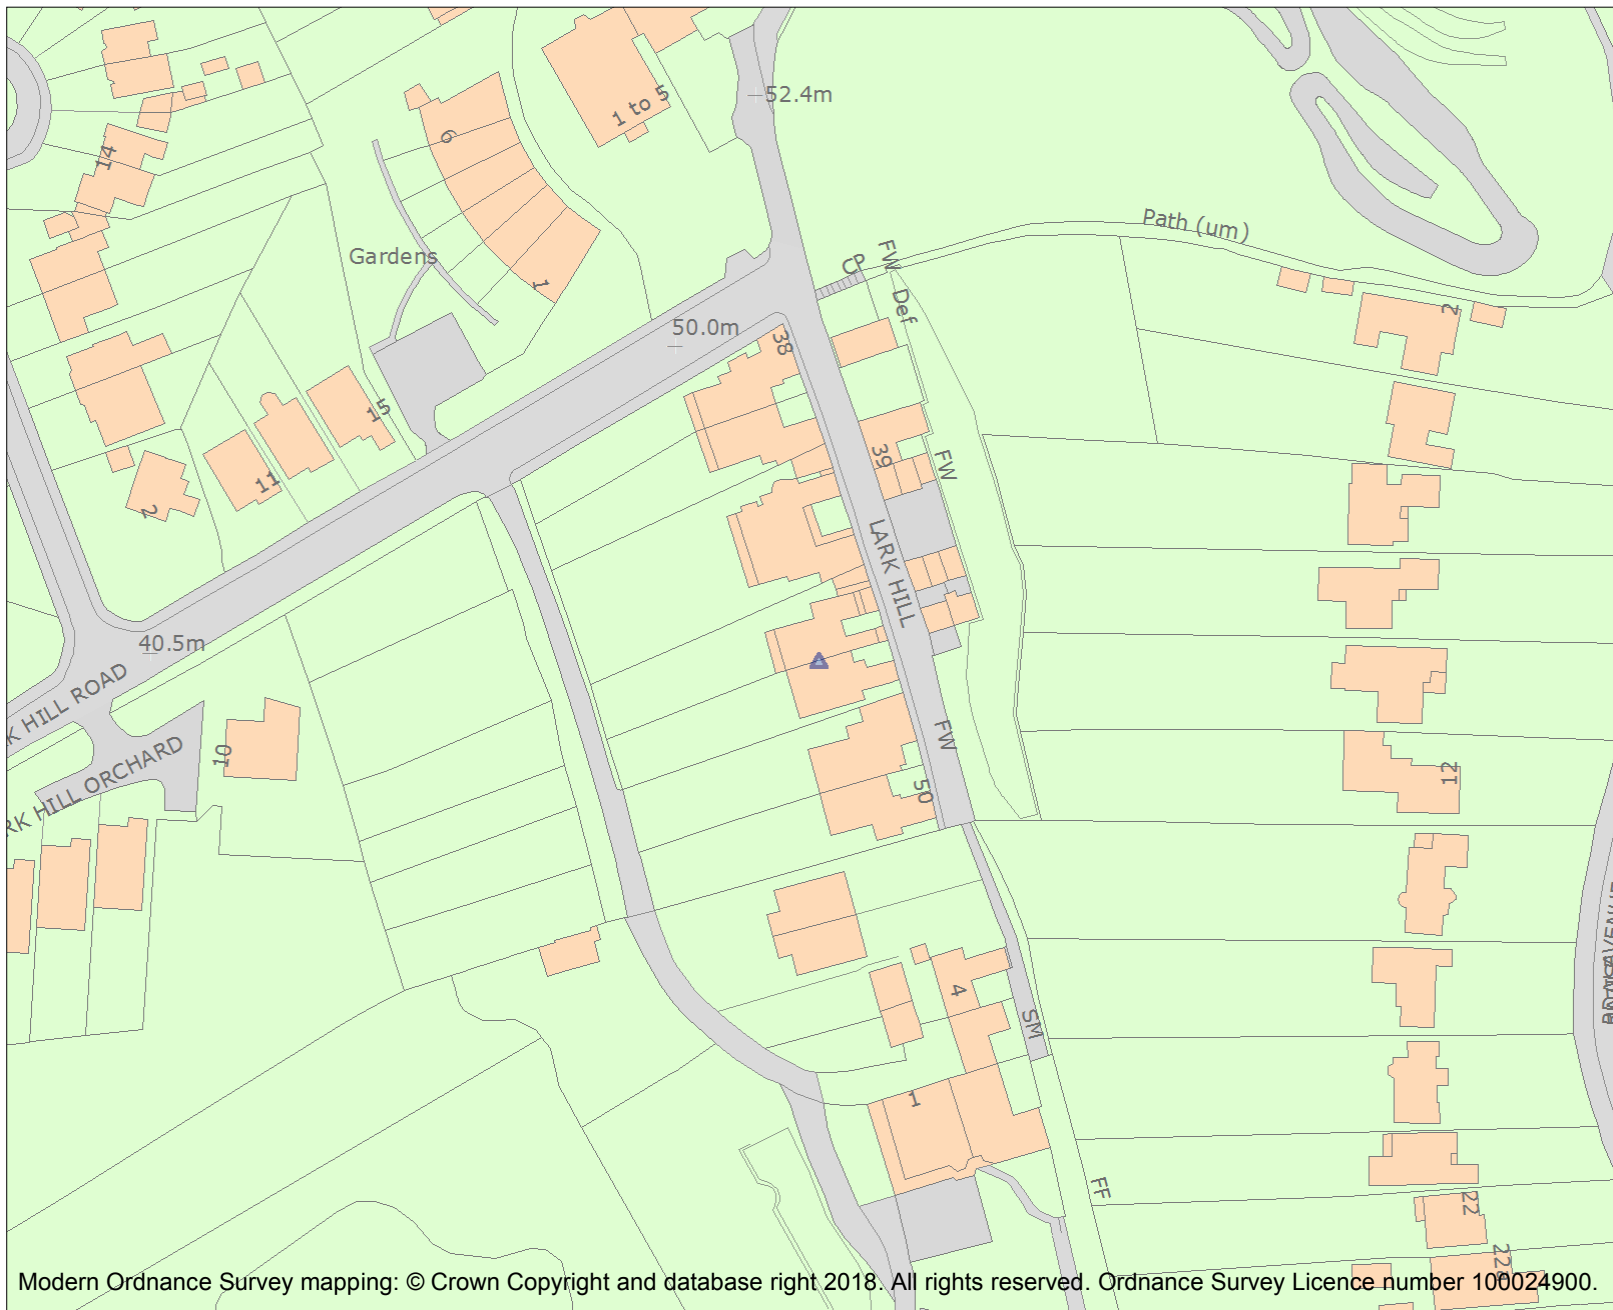 52.4m
1 to 5
6
14
Path (um)
FW
CP
Gardens
1
Def
2
50.0m
38
15
39
FW
11
2
LARK HILL
40.5m
K HILL ROAD
FW
10
RK HILL ORCHARD
50
12
4
SM
1
FF
22
22a
Modern Ordnance Survey mapping: © Crown Copyright and database right 2018. All rights reserved. Ordnance Survey Licence number 100024900.